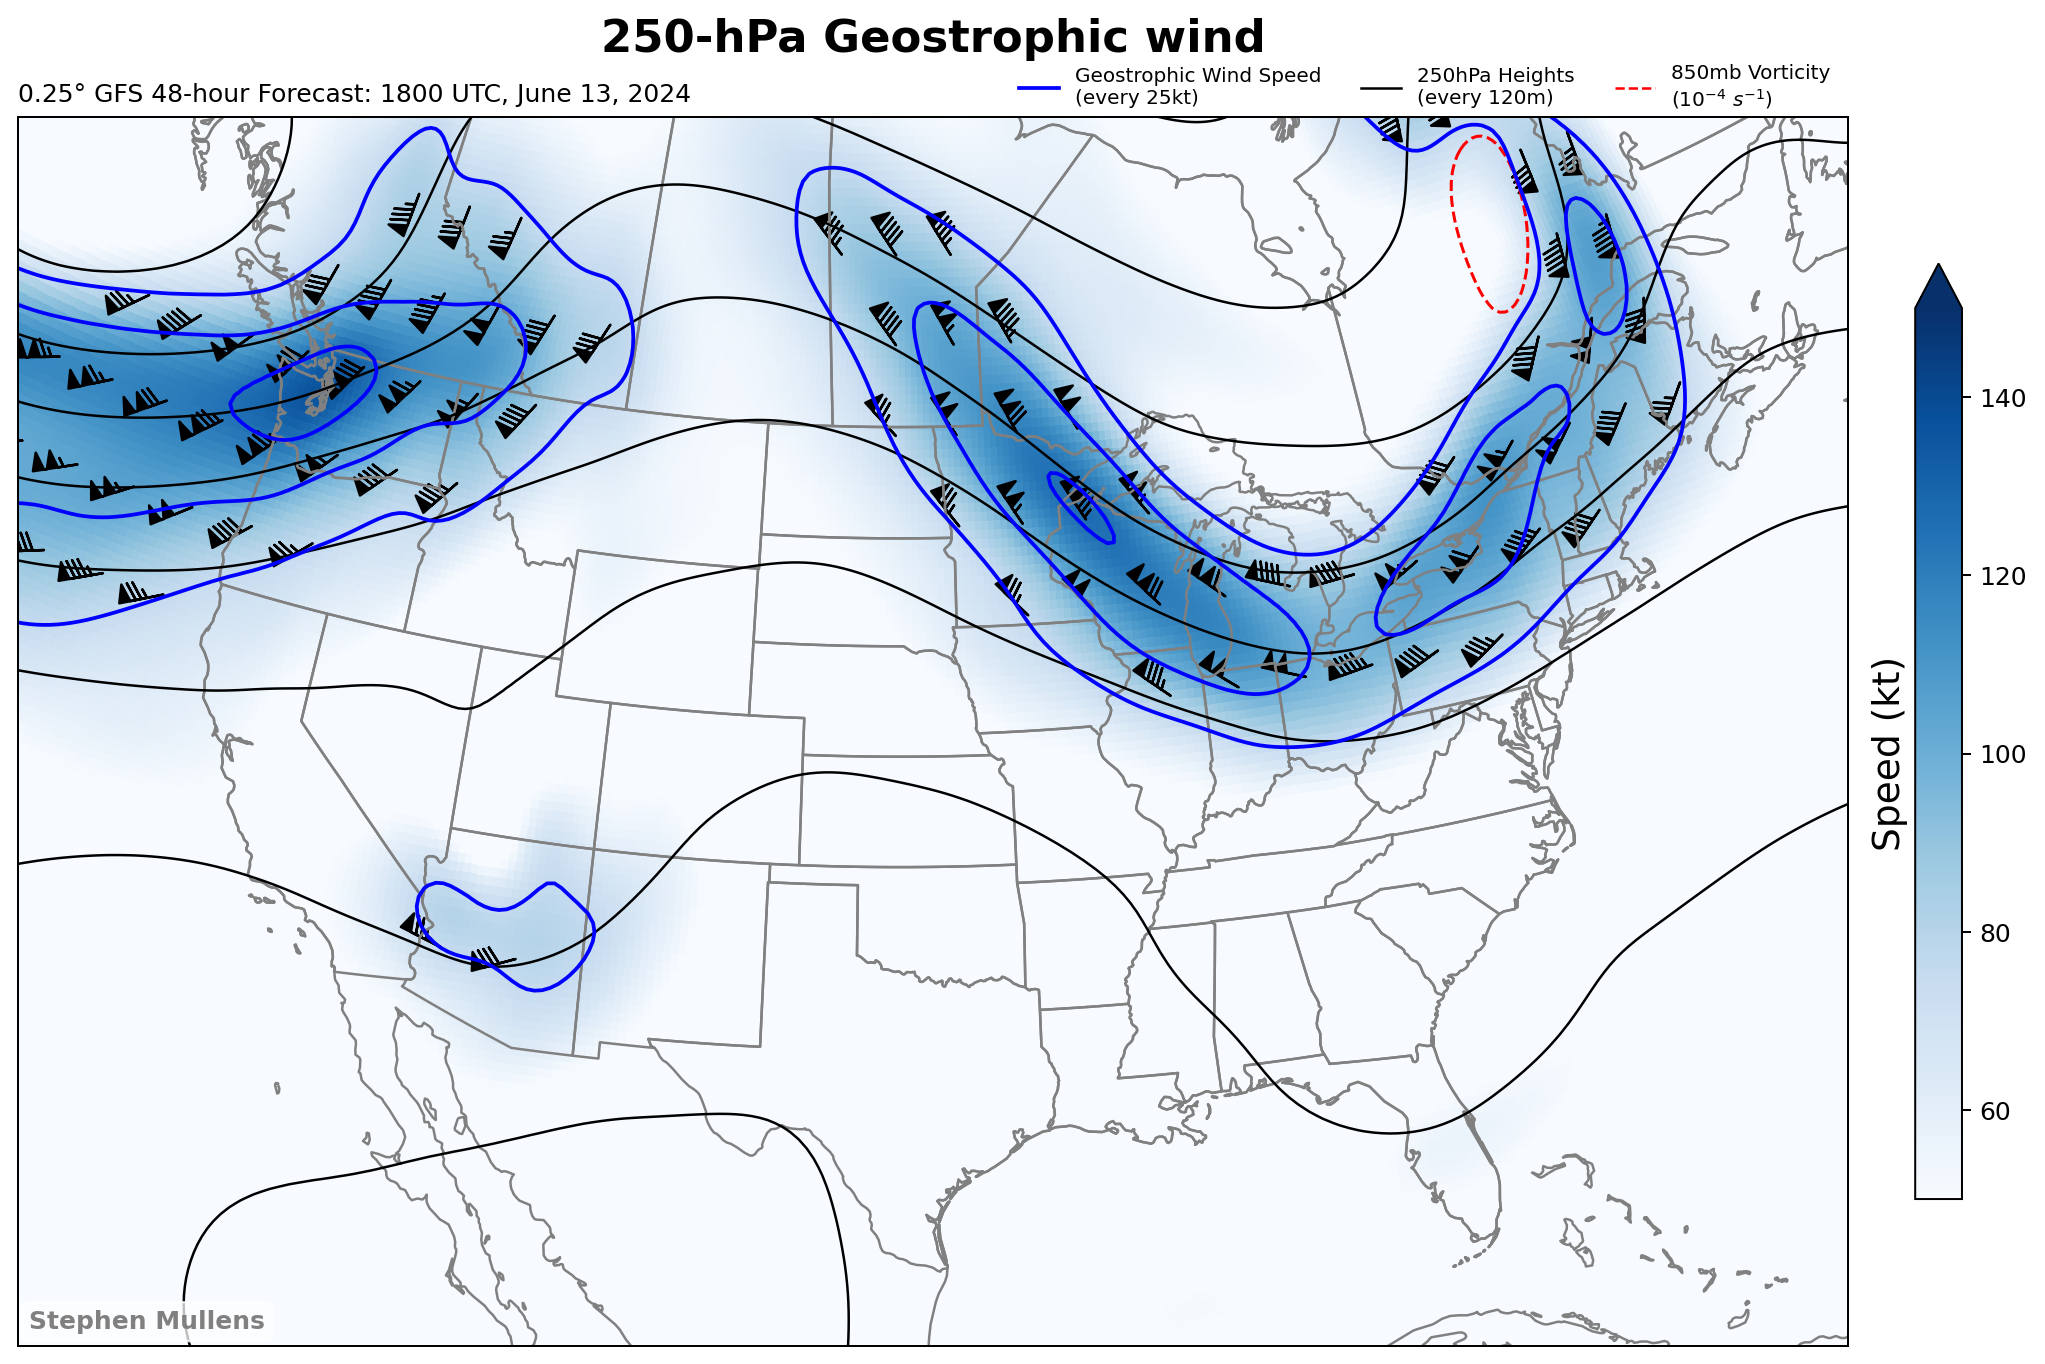 250-hPa Geostrophic wind
0.25° GFS 48-hour Forecast: 1800 UTC, June 13, 2024
Geostrophic Wind Speed
(every 25kt)
250hPa Heights
(every 120m)
850mb Vorticity
(10⁻⁴ s⁻¹)
140
120
100
80
60
Speed (kt)
Stephen Mullens